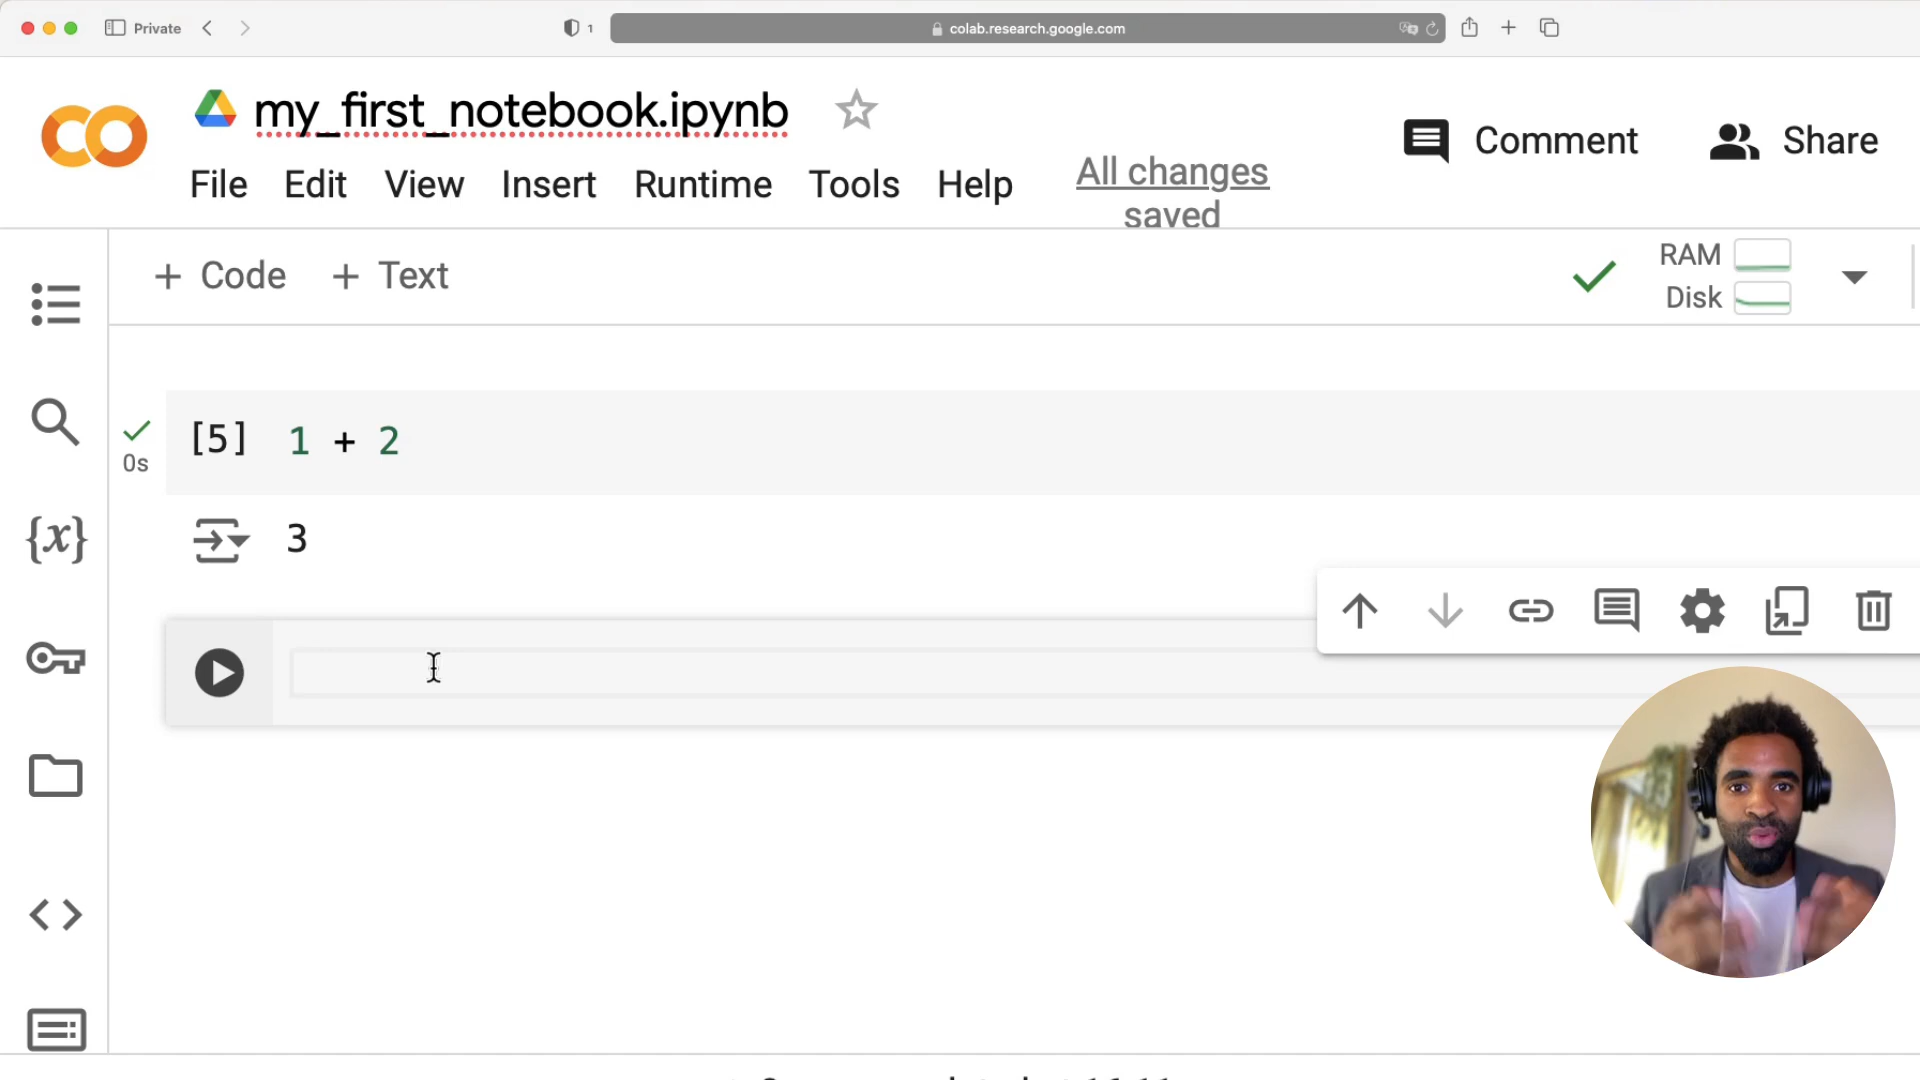 Private
1
colab.research.google.com
my_first_notebook.ipynb
Comment
Share
File Edit View Insert Runtime Tools Help
All changes
saved
+ Code + Text
RAM
Disk
[5] 1 + 2
0s
3
{x}